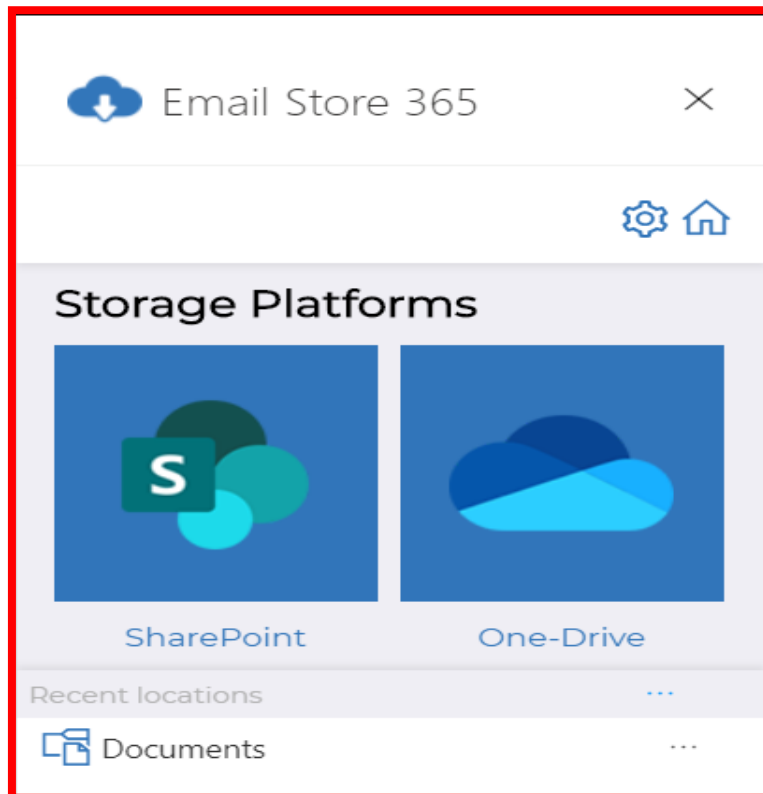 Email Store 365
Storage Platforms
S
SharePoint One-Drive
Recent locations ...
Documents ...